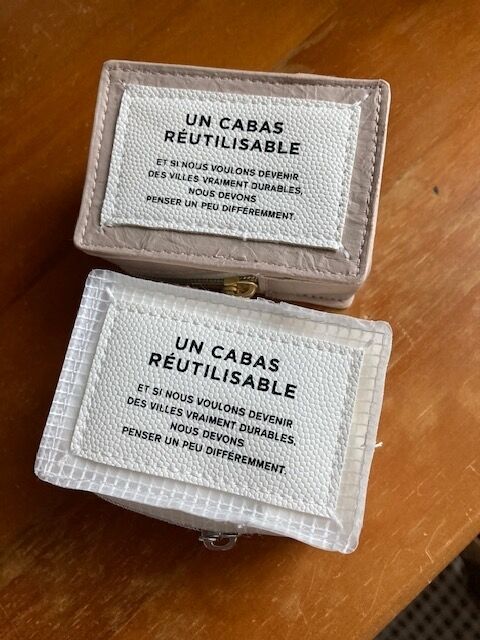 UN CABAS
RÉUTILISABLE
ET SI NOUS VOULONS DEVENIR
DES VILLES VRAIMENT DURABLES,
NOUS DEVONS
PENSER UN PEU DIFFÉREMMENT.
UN CABAS
RÉUTILISABLE
ET SI NOUS VOULONS DEVENIR
DES VILLES VRAIMENT DURABLES,
NOUS DEVONS
PENSER UN PEU DIFFÉREMMENT.